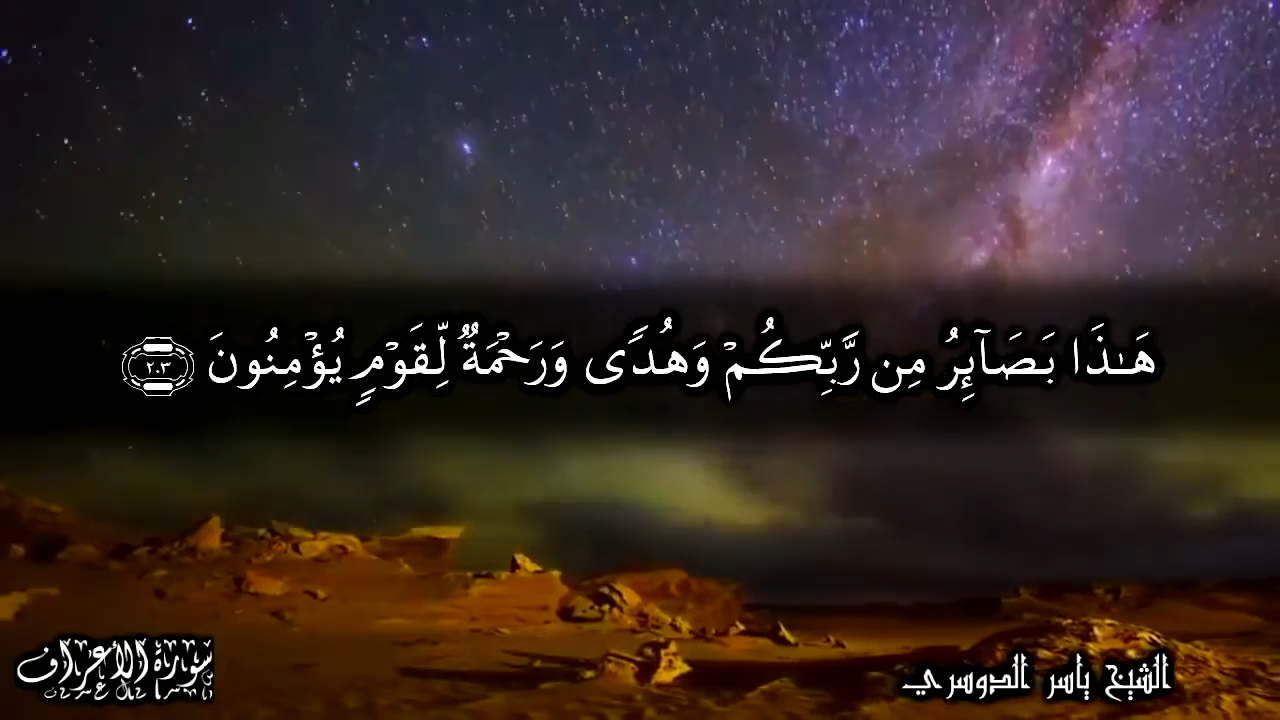 هَـٰذَا بَصَآئِرُ مِن رَّبِّكُمْ وَهُدًى وَرَحْمَةٌ لِّقَوْمٍ يُؤْمِنُونَ ٢٠٣
سورة الأعراف
الشيخ ياسر الدوسري